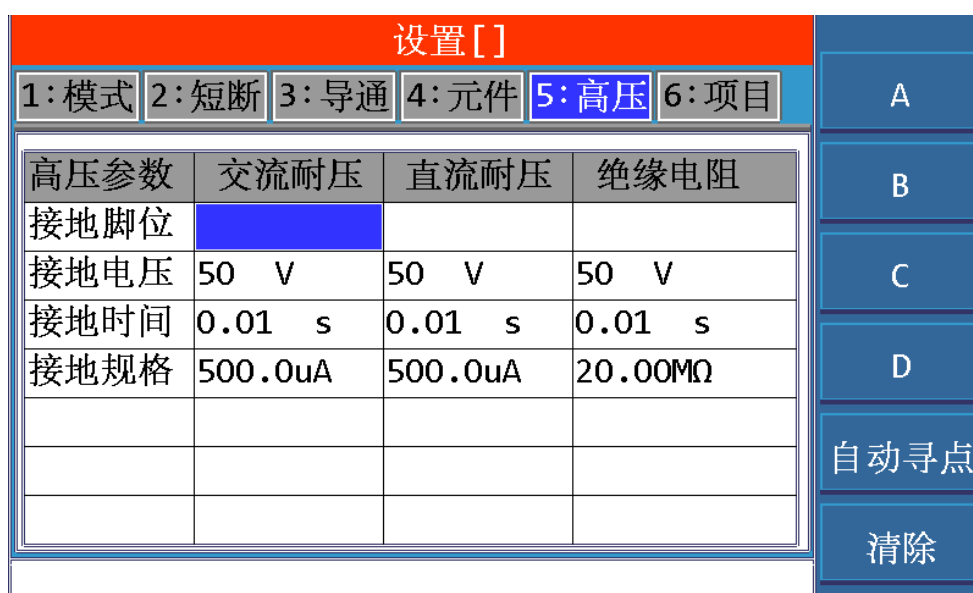 设置[]
1:模式 2:短断 3:导通 4:元件 5:高压 6:项目
高压参数 交流耐压 直流耐压 绝缘电阻
接地脚位
接地电压 50 V 50 V 50 V
接地时间 0.01 s 0.01 s 0.01 s
接地规格 500.0uA 500.0uA 20.00MΩ
A
B
C
D
自动寻点
清除